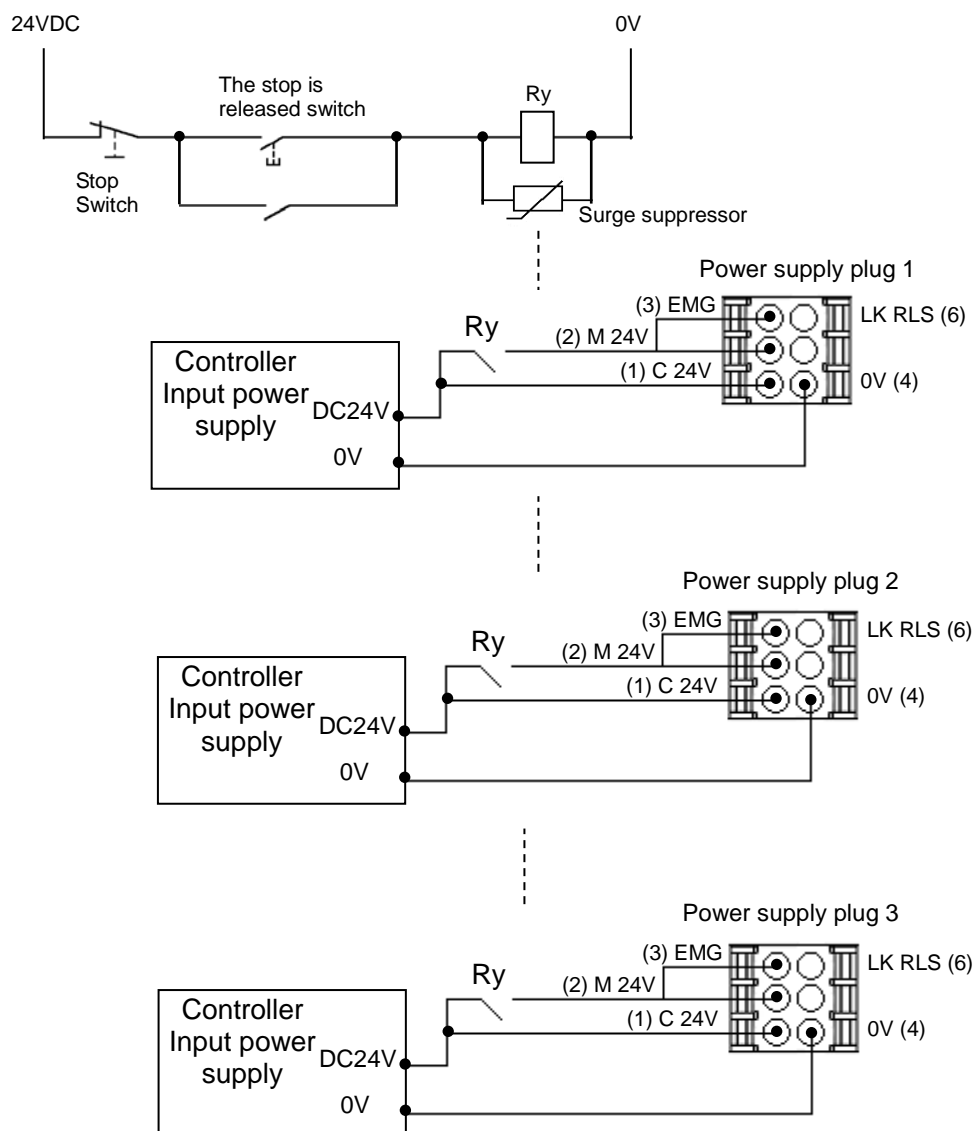 24VDC
0V
The stop is
released switch
Ry
Stop
Switch
Surge suppressor
Power supply plug 1
(3) EMG
LK RLS (6)
Ry
(2) M 24V
Controller
Input power
supply
(1) C 24V
0V (4)
DC24V
0V
Power supply plug 2
(3) EMG
LK RLS (6)
Ry
(2) M 24V
Controller
Input power
supply
(1) C 24V
0V (4)
DC24V
0V
Power supply plug 3
(3) EMG
LK RLS (6)
Ry
(2) M 24V
Controller
Input power
supply
(1) C 24V
0V (4)
DC24V
0V